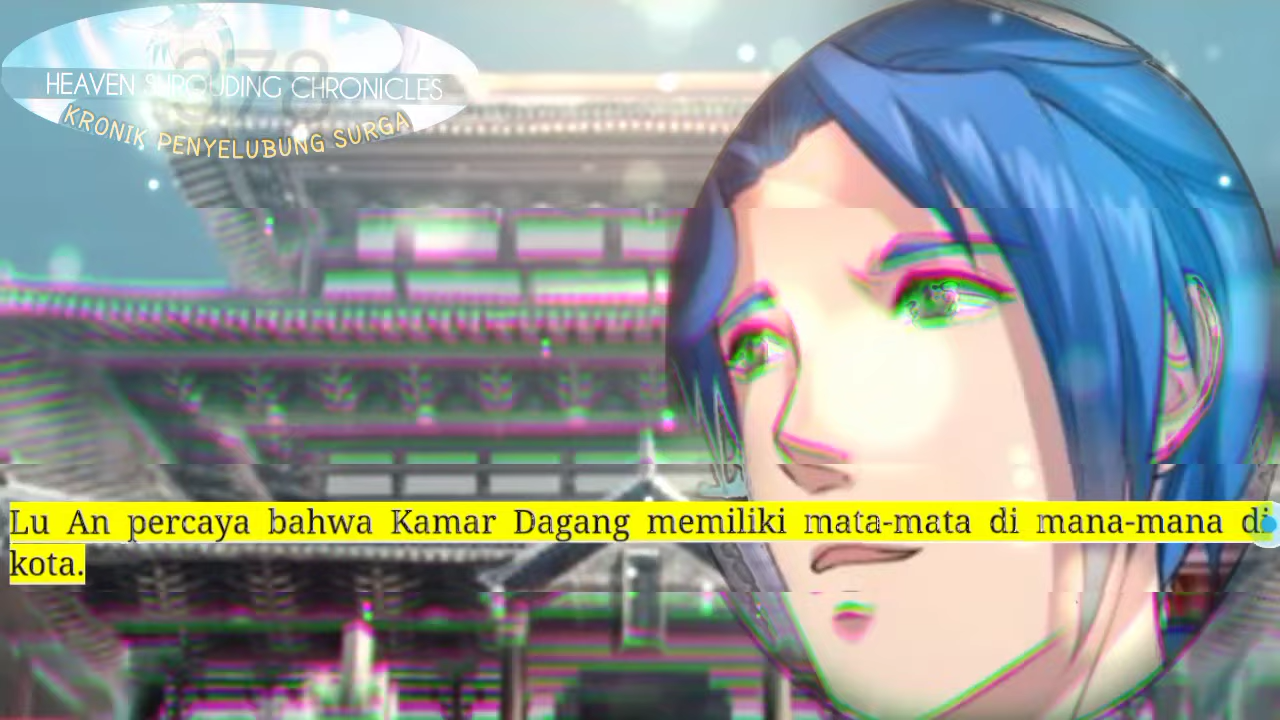 HEAVEN SHROUDING CHRONICLES
KRONIK PENYELUBUNG SURGA
Lu An percaya bahwa Kamar Dagang memiliki mata-mata di mana-mana di
kota.